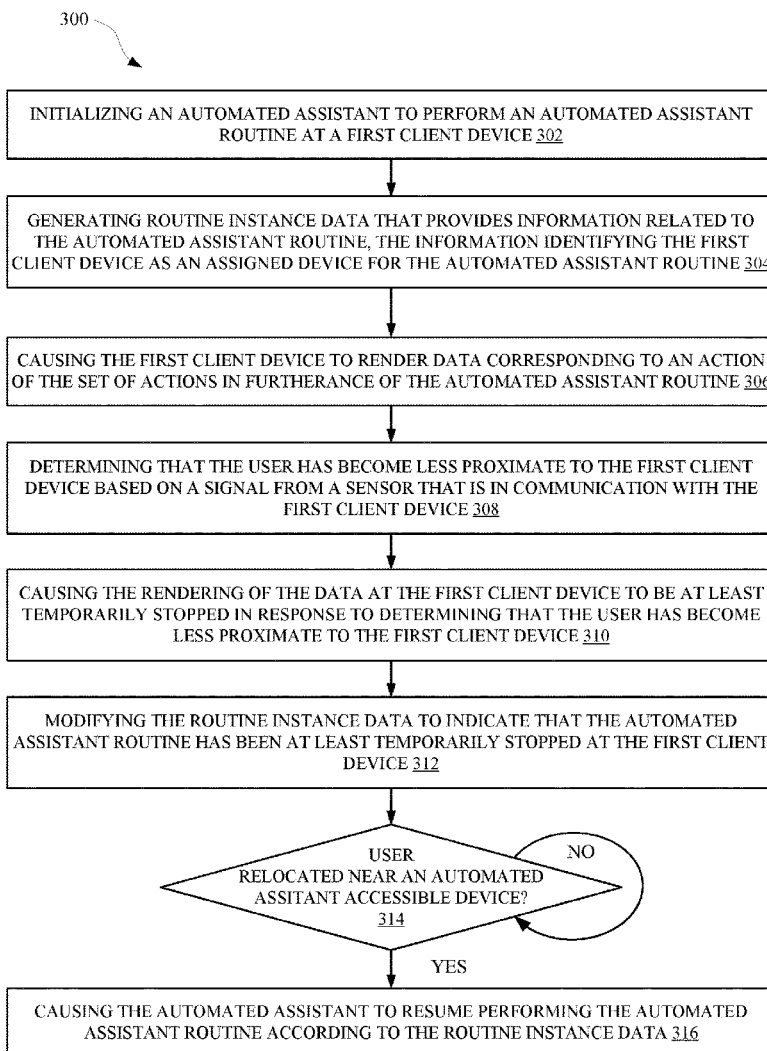 300
INITIALIZING AN AUTOMATED ASSISTANT TO PERFORM AN AUTOMATED ASSISTANT
ROUTINE AT A FIRST CLIENT DEVICE 302
GENERATING ROUTINE INSTANCE DATA THAT PROVIDES INFORMATION RELATED TO
THE AUTOMATED ASSISTANT ROUTINE, THE INFORMATION IDENTIFYING THE FIRST
CLIENT DEVICE AS AN ASSIGNED DEVICE FOR THE AUTOMATED ASSISTANT ROUTINE 304
CAUSING THE FIRST CLIENT DEVICE TO RENDER DATA CORRESPONDING TO AN ACTION
OF THE SET OF ACTIONS IN FURTHERANCE OF THE AUTOMATED ASSISTANT ROUTINE 306
DETERMINING THAT THE USER HAS BECOME LESS PROXIMATE TO THE FIRST CLIENT
DEVICE BASED ON A SIGNAL FROM A SENSOR THAT IS IN COMMUNICATION WITH THE
FIRST CLIENT DEVICE 308
CAUSING THE RENDERING OF THE DATA AT THE FIRST CLIENT DEVICE TO BE AT LEAST
TEMPORARILY STOPPED IN RESPONSE TO DETERMINING THAT THE USER HAS BECOME
LESS PROXIMATE TO THE FIRST CLIENT DEVICE 310
MODIFYING THE ROUTINE INSTANCE DATA TO INDICATE THAT THE AUTOMATED
ASSISTANT ROUTINE HAS BEEN AT LEAST TEMPORARILY STOPPED AT THE FIRST CLIENT
DEVICE 312
USER
RELOCATED NEAR AN AUTOMATED
ASSITANT ACCESSIBLE DEVICE?
314
NO
YES
CAUSING THE AUTOMATED ASSISTANT TO RESUME PERFORMING THE AUTOMATED
ASSISTANT ROUTINE ACCORDING TO THE ROUTINE INSTANCE DATA 316